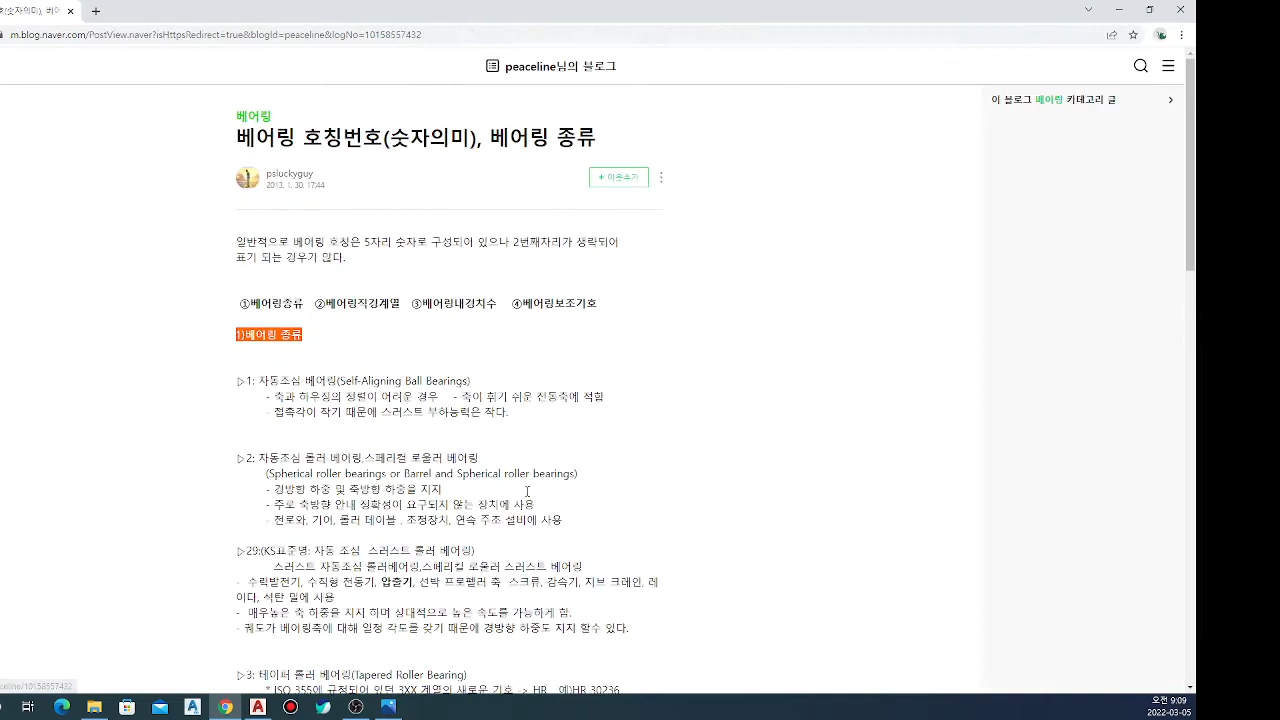 m.blog.naver.com/PostView.naver?isHttpsRedirect=true&blogId=peaceline&logNo=10158557432
peaceline님의 블로그
이 블로그 베어링 카테고리 글
베어링
베어링 호칭번호(숫자의미), 베어링 종류
psluckyguy
2013. 1. 30. 17:44
+ 이웃추가
일반적으로 베이링 호칭은 5자리 숫자로 구성되어 있으나 2번째자리가 생략되어
표기 되는 경우가 많다.
①베어링종류 ②베어링직경계열 ③베어링내경치수 ④베어링보조기호
1)베어링 종류
▷1: 자동조심 베어링(Self-Aligning Ball Bearings)
- 축과 하우징의 정렬이 어려운 경우 - 축이 휘기 쉬운 전동축에 적합
- 접촉각이 작기 때문에 스러스트 부하능력은 작다.
▷2: 자동조심 롤러 베어링,스페리컬 로울러 베어링
(Spherical roller bearings or Barrel and Spherical roller bearings)
- 경방향 하중 및 축방향 하중을 지지
- 주로 축방향 안내 정확성이 요구되지 않는 장치에 사용
- 전로와, 기어, 롤러 테이블 , 조정장치, 연속 주조 설비에 사용
▷29:(KS표준명: 자동 조심 스러스트 롤러 베어링)
스러스트 자동조심 롤러베어링,스페리컬 로울러 스러스트 베어링
- 수력발전기, 수직형 전동기, 압출기, 선박 프로펠러 축 스크류, 감속기, 지브 크레인, 레
이다, 석탄 밀에 사용
- 매우높은 축 하중을 지지 하며 상대적으로 높은 속도를 가능하게 함.
- 궤도가 베어링축에 대해 일정 각도를 갖기 때문에 경방향 하중도 지지 할수 있다.
▷3: 테이퍼 롤러 베어링(Tapered Roller Bearing)
* ISO 355에 규정되어 있던 3XX 계열의 새로운 기호 -> HR 예)HR 30236
오전 9:09
2022-03-05